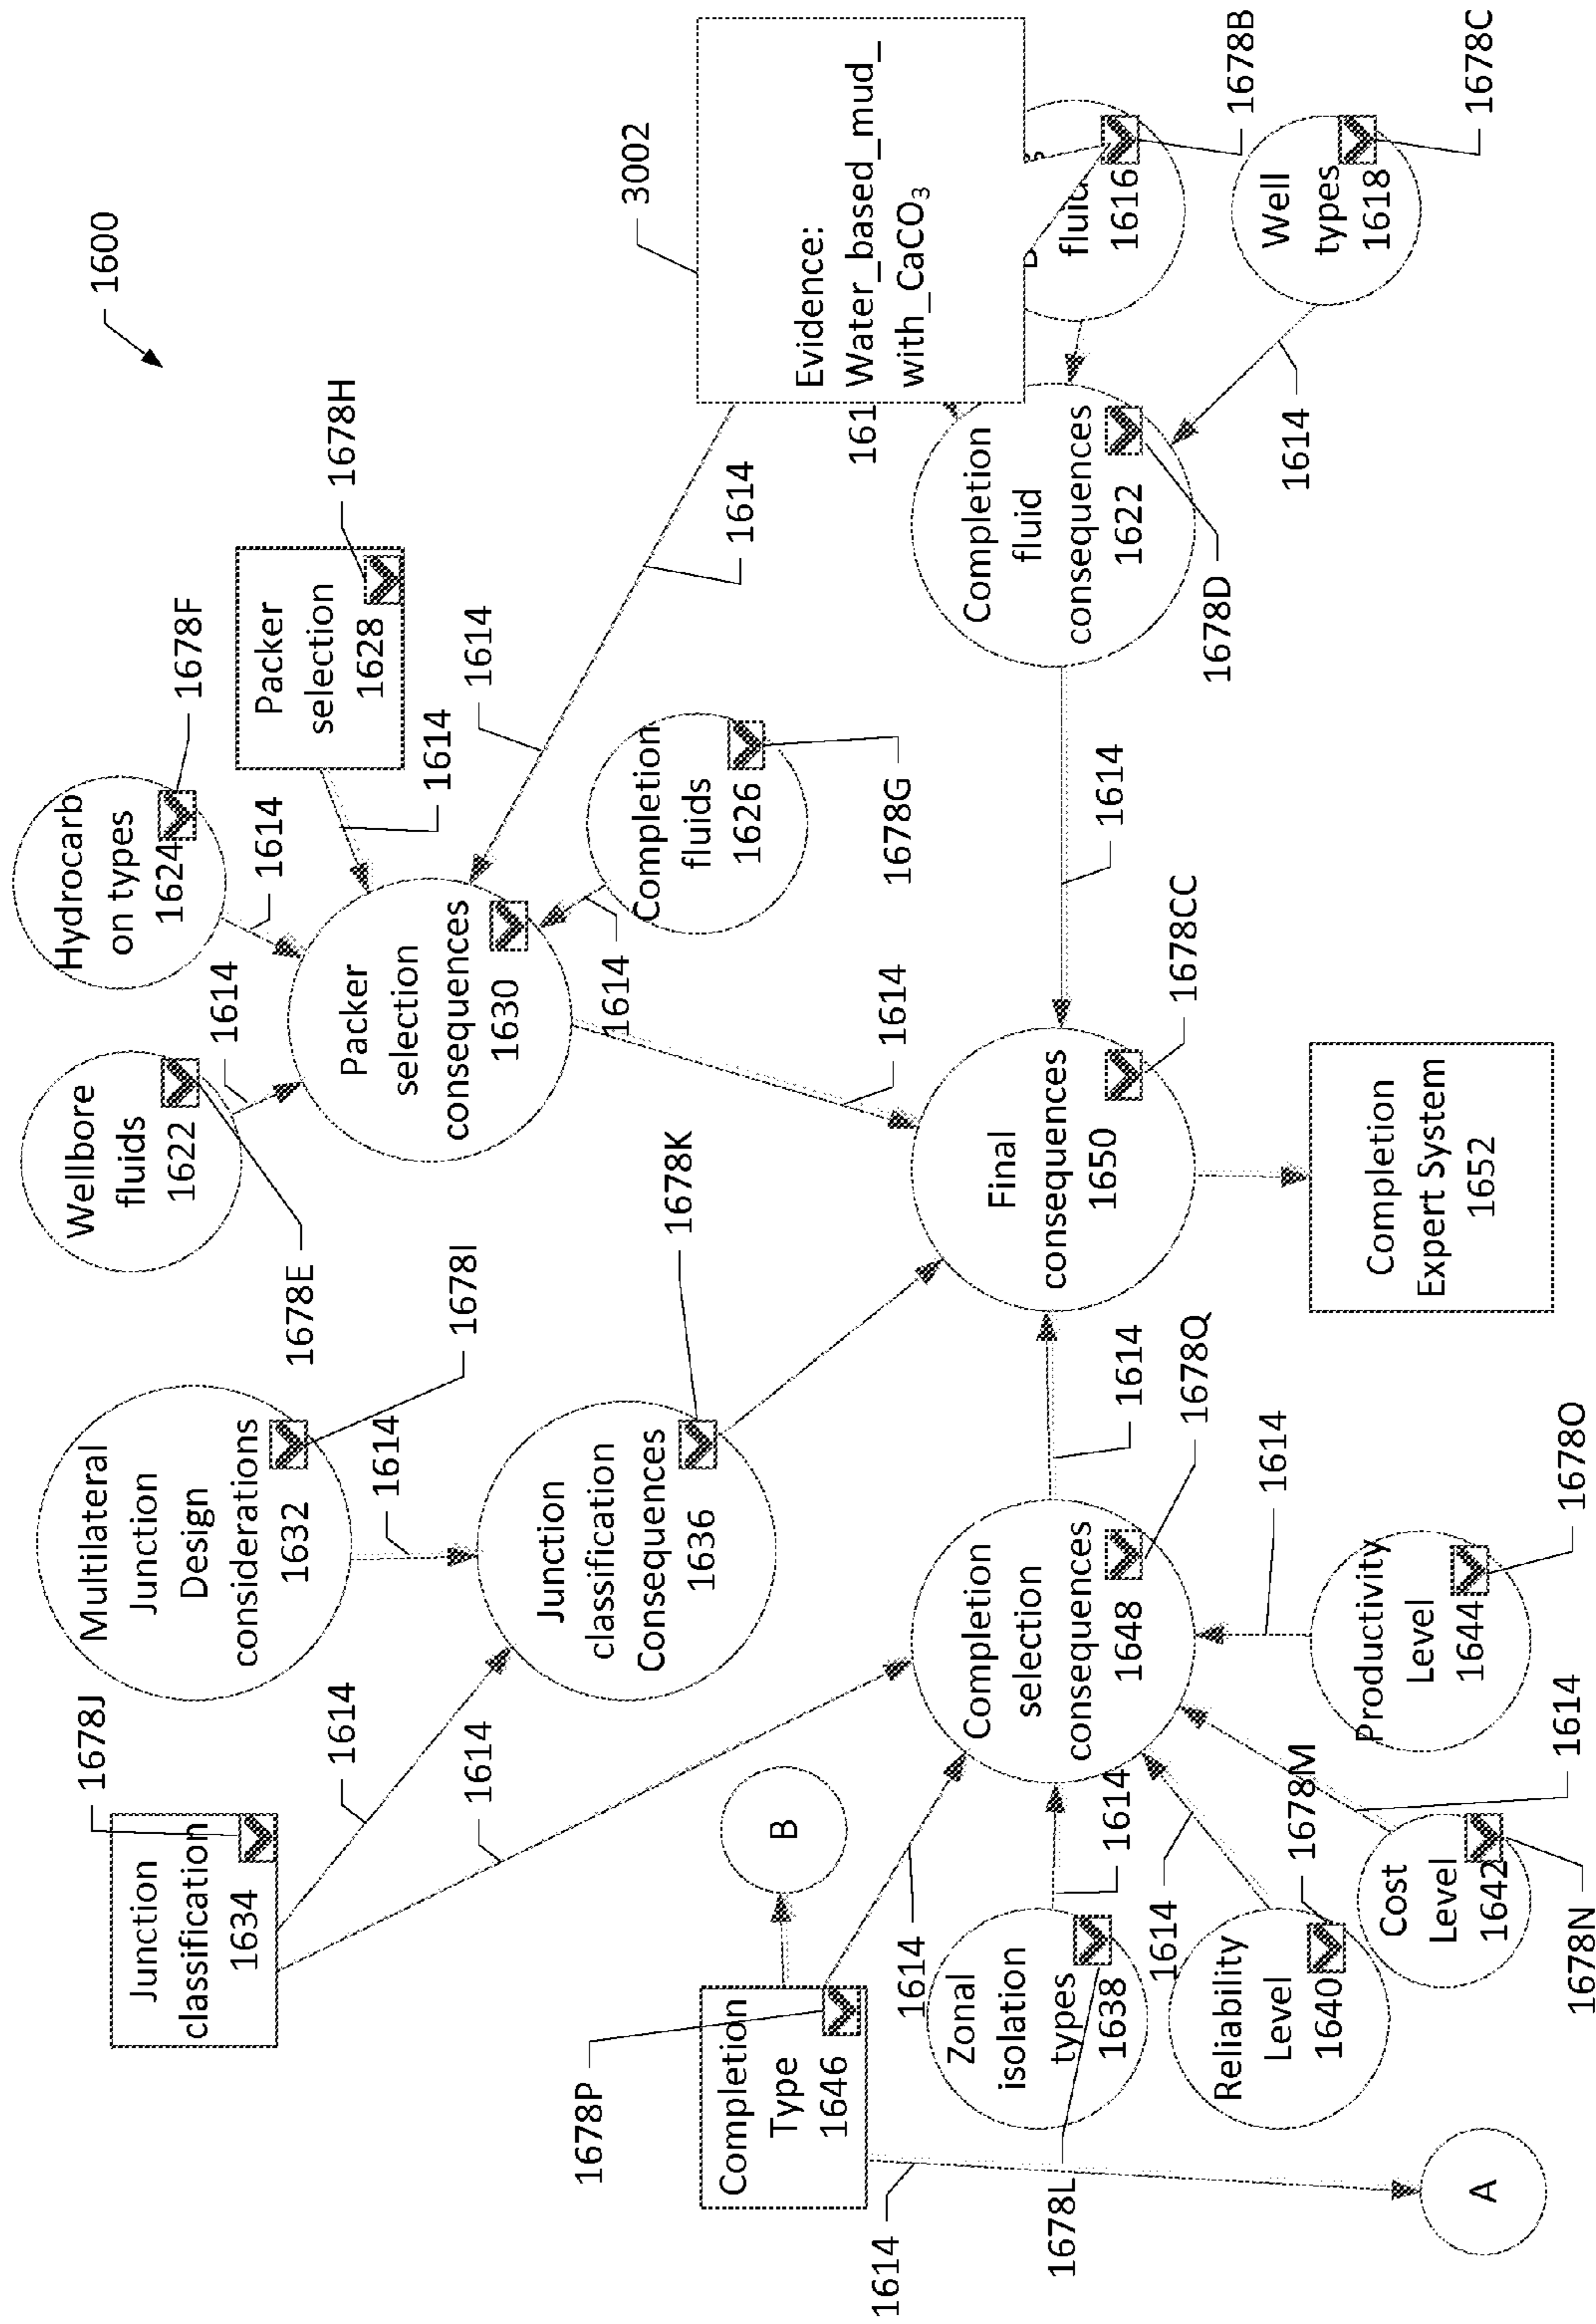 1600
Multilateral
Junction
Design
considerations
1632
1678I
Junction
classification
1634
1678J
1614
1614
1614
Junction
classification
Consequences
1636
1678K
Wellbore
fluids
1622
1678E
1614
Hydrocarb
on types
1624
1678F
1614
Packer
selection
1628
1678H
1614
Packer
selection
consequences
1630
1614
1614
1614
Completion
fluids
1626
1678G
1614
3002
Evidence:
Water_based_mud_
with_CaCO₃
161
fluid
1616
1678B
Well
types
1618
1678C
1614
Completion
fluid
consequences
1622
1678D
1614
Final
consequences
1650
1678CC
Completion
Expert System
1652
1614
Completion
selection
consequences
1648
1678Q
B
Completion
Type
1646
1678P
1614
1614
1614
A
Zonal
isolation
types
1638
1678L
1614
Reliability
Level
1640
1678M
1614
Cost
Level
1642
1678N
1614
Productivity
Level
1644
1678O
1614